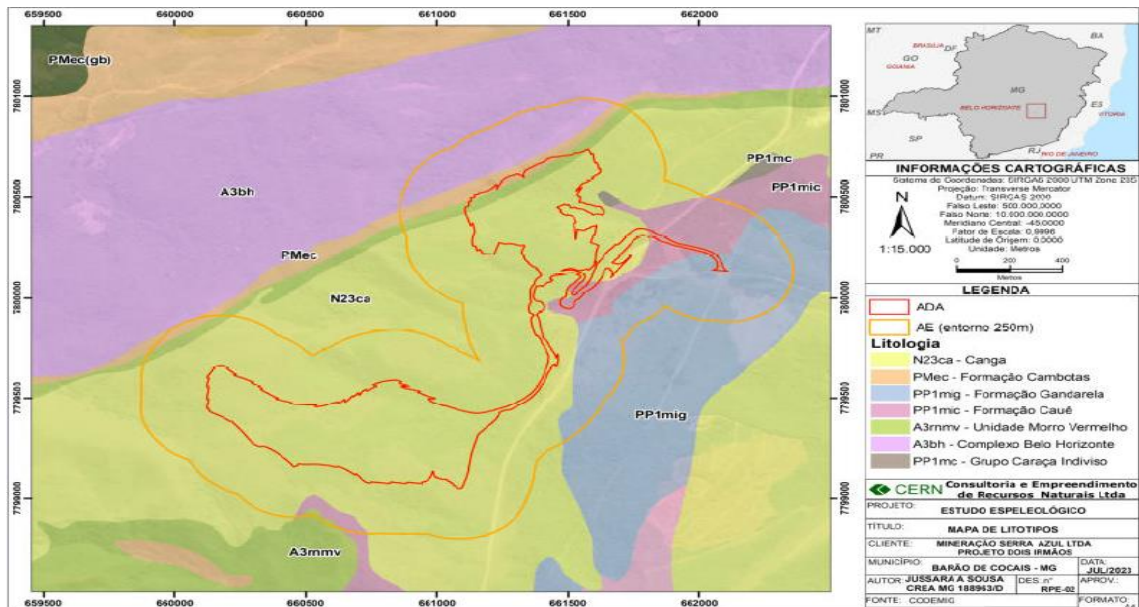 659500 660000 660500 661000 661500 662000
7801000
7800500
7800000
7799500
7799000
7801000
7800500
7800000
7799500
7799000
659500 660000 660500 661000 661500 662000
PMec(gb)
A3bh
PMec
N23ca
PP1mc
PP1mic
PP1mig
A3rnmv
MT
BA
BRASILIA
DF
GO
GOIANIA
MG
MS
BELO HORIZONTE
ES
VITORIA
SP
PR
RJ
RIO DE JANEIRO
INFORMAÇÕES CARTOGRÁFICAS
Sistema de Coordenadas: SIRGAS 2000 UTM Zone 23S
Projeção: Transverse Mercator
Datum: SIRGAS 2000
Falso Leste: 500.000,0000
Falso Norte: 10.000.000,0000
Meridiano Central: -45,0000
Fator de Escala: 0,9996
Latitude de Origem: 0,0000
Unidade: Metros
N
1:15.000
0 200 400
Metros
LEGENDA
ADA
AE (entorno 250m)
Litologia
N23ca - Canga
PMec - Formação Cambotas
PP1mig - Formação Gandarela
PP1mic - Formação Cauê
A3rnmv - Unidade Morro Vermelho
A3bh - Complexo Belo Horizonte
PP1mc - Grupo Caraça Indiviso
CERN Consultoria e Empreendimento
de Recursos Naturais Ltda
PROJETO: ESTUDO ESPELEOLÓGICO
TÍTULO: MAPA DE LITOTIPOS
CLIENTE: MINERAÇÃO SERRA AZUL LTDA
PROJETO DOIS IRMÃOS
MUNICÍPIO: BARÃO DE COCAIS - MG
DATA: JUL/2023
AUTOR: JUSSARA A SOUSA
CREA MG 188963/D
DES. nº RPE-02
APROV.:
FONTE: CODEMIG
FORMATO: